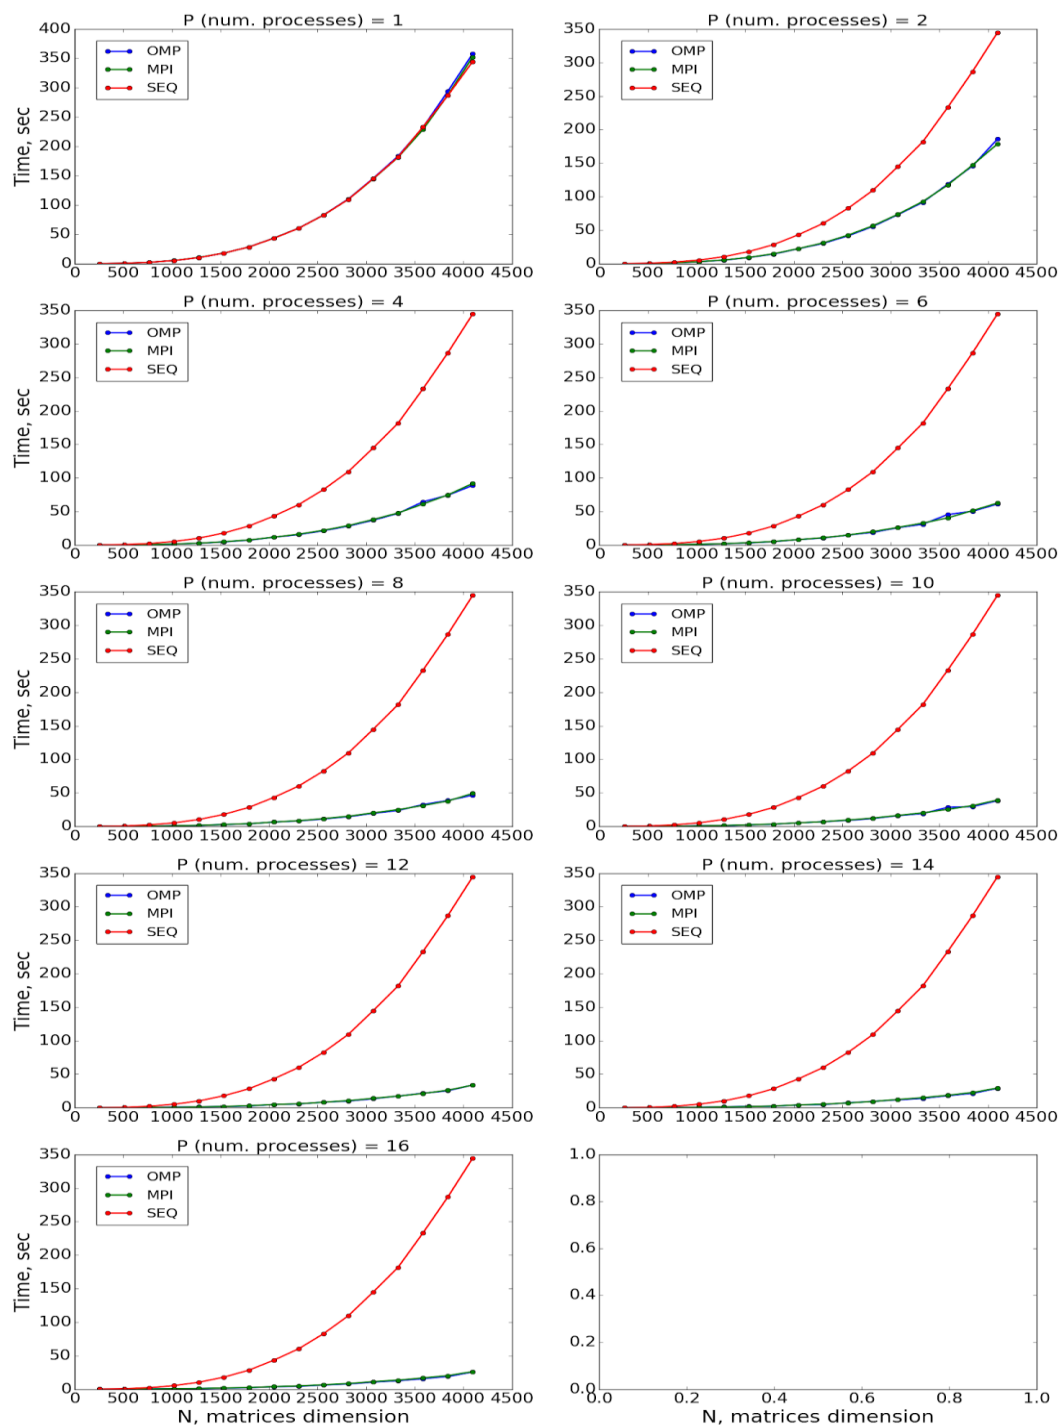 P (num. processes) = 1
400
350
300
250
200
150
100
50
0
Time, sec
OMP
MPI
SEQ
0 500 1000 1500 2000 2500 3000 3500 4000 4500
P (num. processes) = 2
350
300
250
200
150
100
50
0
OMP
MPI
SEQ
0 500 1000 1500 2000 2500 3000 3500 4000 4500
P (num. processes) = 4
350
300
250
200
150
100
50
0
Time, sec
OMP
MPI
SEQ
0 500 1000 1500 2000 2500 3000 3500 4000 4500
P (num. processes) = 6
350
300
250
200
150
100
50
0
OMP
MPI
SEQ
0 500 1000 1500 2000 2500 3000 3500 4000 4500
P (num. processes) = 8
350
300
250
200
150
100
50
0
Time, sec
OMP
MPI
SEQ
0 500 1000 1500 2000 2500 3000 3500 4000 4500
P (num. processes) = 10
350
300
250
200
150
100
50
0
OMP
MPI
SEQ
0 500 1000 1500 2000 2500 3000 3500 4000 4500
P (num. processes) = 12
350
300
250
200
150
100
50
0
Time, sec
OMP
MPI
SEQ
0 500 1000 1500 2000 2500 3000 3500 4000 4500
P (num. processes) = 14
350
300
250
200
150
100
50
0
OMP
MPI
SEQ
0 500 1000 1500 2000 2500 3000 3500 4000 4500
P (num. processes) = 16
350
300
250
200
150
100
50
0
Time, sec
OMP
MPI
SEQ
0 500 1000 1500 2000 2500 3000 3500 4000 4500
N, matrices dimension
1.0
0.8
0.6
0.4
0.2
0.0
0.0 0.2 0.4 0.6 0.8 1.0
N, matrices dimension